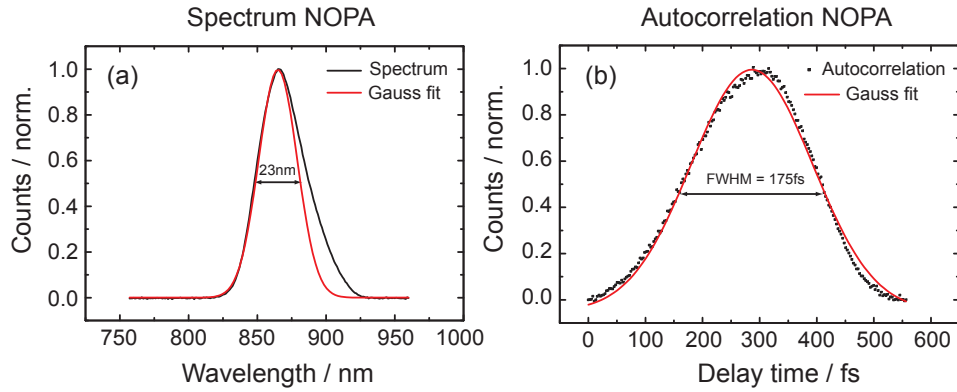 Spectrum NOPA
(a)
Spectrum
Gauss fit
23nm
Counts / norm.
1.0
0.8
0.6
0.4
0.2
0.0
750 800 850 900 950 1000
Wavelength / nm
Autocorrelation NOPA
(b)
Autocorrelation
Gauss fit
FWHM = 175fs
Counts / norm.
1.0
0.8
0.6
0.4
0.2
0.0
0 100 200 300 400 500 600
Delay time / fs